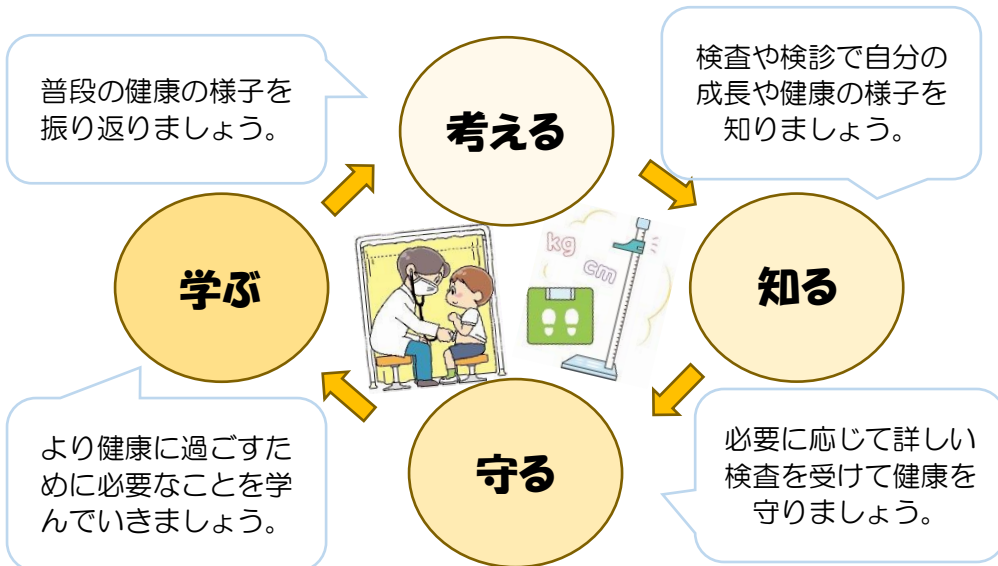 普段の健康の様子を
振り返りましょう。
考える
検査や検診で自分の
成長や健康の様子を
知りましょう。
学ぶ
kg
cm
知る
より健康に過ごすた
めに必要なことを学
んでいきましょう。
守る
必要に応じて詳しい
検査を受けて健康を
守りましょう。